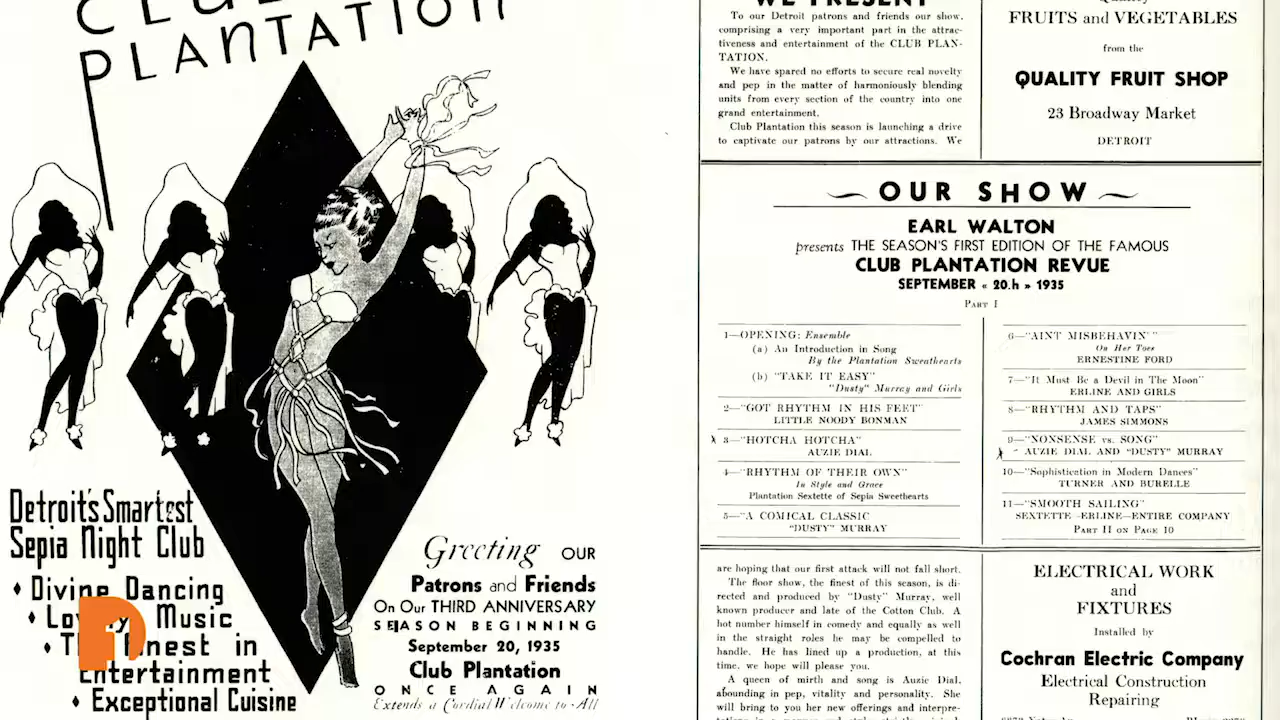 CLUB
PLANTATION
Detroit's Smartest
Sepia Night Club
Divine Dancing
Lovely Music
The Finest in
Entertainment
Exceptional Cuisine
Greeting OUR
Patrons and Friends
On Our THIRD ANNIVERSARY
SEASON BEGINNING
September 20, 1935
Club Plantation
ONCE AGAIN
Extends a Cordial Welcome to All
WE PRESENT
To our Detroit patrons and friends our show,
comprising a very important part in the attrac-
tiveness and entertainment of the CLUB PLAN-
TATION.
We have spared no efforts to secure real novelty
and pep in the matter of harmoniously blending
units from every section of the country into one
grand entertainment.
Club Plantation this season is launching a drive
to captivate our patrons by our attractions. We
Quality
FRUITS and VEGETABLES
from the
QUALITY FRUIT SHOP
23 Broadway Market
DETROIT
OUR SHOW
EARL WALTON
presents THE SEASON'S FIRST EDITION OF THE FAMOUS
CLUB PLANTATION REVUE
SEPTEMBER « 20.h » 1935
PART I
1—OPENING: Ensemble
(a) An Introduction in Song
By the Plantation Sweethearts
(b) "TAKE IT EASY"
"Dusty" Murray and Girls
2—"GOT RHYTHM IN HIS FEET"
LITTLE NOODY BONMAN
3—"HOTCHA HOTCHA"
AUZIE DIAL
4—"RHYTHM OF THEIR OWN"
In Style and Grace
Plantation Sextette of Sepia Sweethearts
5—"A COMICAL CLASSIC
"DUSTY" MURRAY
6—"AINT MISBEHAVIN'"
On Her Toes
ERNESTINE FORD
7—"It Must Be a Devil in The Moon"
ERLINE AND GIRLS
8—"RHYTHM AND TAPS"
JAMES SIMMONS
9—"NONSENSE vs. SONG"
AUZIE DIAL AND "DUSTY" MURRAY
10—"Sophistication in Modern Dances"
TURNER AND BURELLE
11—"SMOOTH SAILING"
SEXTETTE—ERLINE—ENTIRE COMPANY
PART II ON PAGE 10
are hoping that our first attack will not fall short.
The floor show, the finest of this season, is di-
rected and produced by "Dusty" Murray, well
known producer and late of the Cotton Club. A
hot number himself in comedy and equally as well
in the straight roles he may be compelled to
handle. He has lined up a production, at this
time, we hope will please you.
A queen of mirth and song is Auzie Dial,
abounding in pep, vitality and personality. She
will bring to you her new offerings and interpre-
ELECTRICAL WORK
and
FIXTURES
Installed by
Cochran Electric Company
Electrical Construction
Repairing